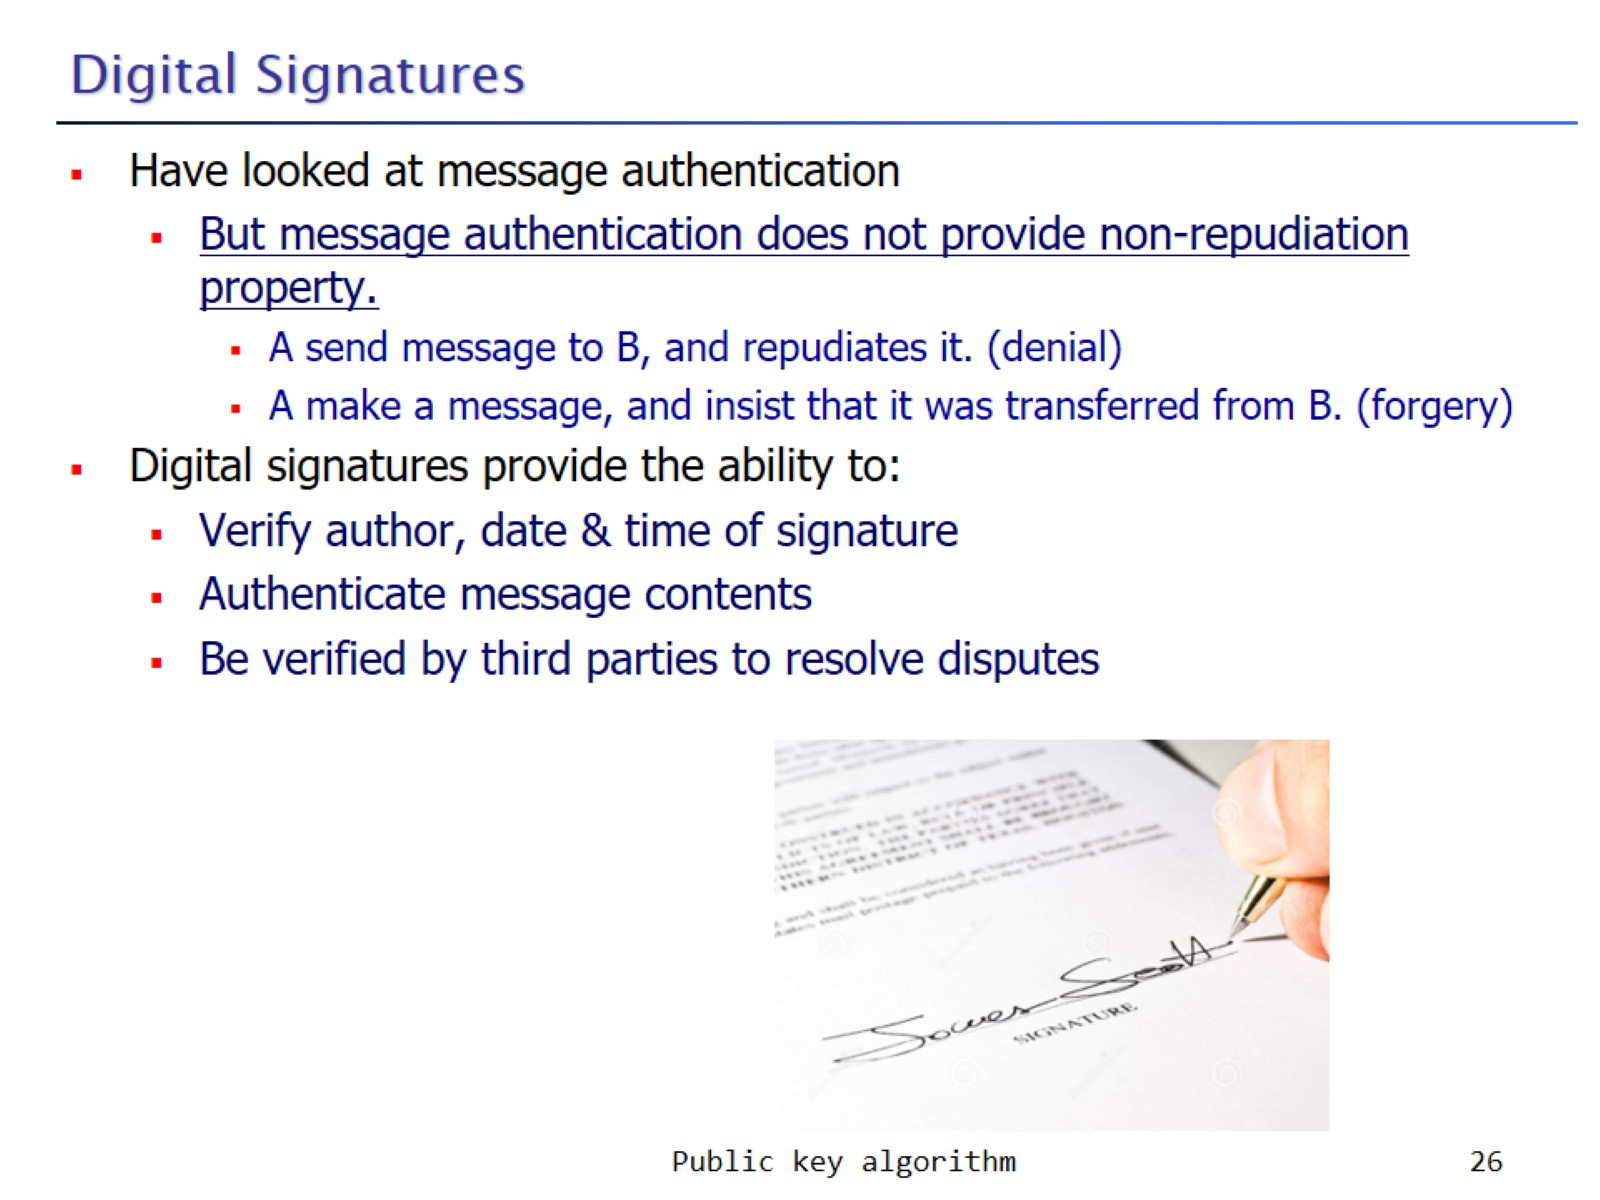 Digital Signatures
Have looked at message authentication
But message authentication does not provide non-repudiation
property.
A send message to B, and repudiates it. (denial)
A make a message, and insist that it was transferred from B. (forgery)
Digital signatures provide the ability to:
Verify author, date & time of signature
Authenticate message contents
Be verified by third parties to resolve disputes
SIGNATURE
Public key algorithm
26